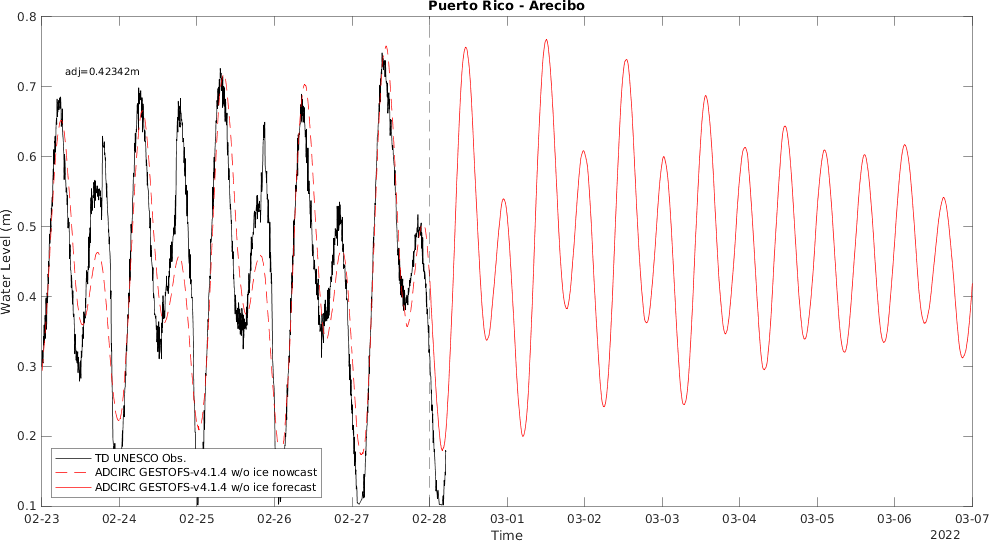 Puerto Rico - Arecibo
0.8
adj=0.42342m
0.7
0.6
0.5
Water Level (m)
0.4
0.3
0.2
TD UNESCO Obs.
ADCIRC GESTOFS-v4.1.4 w/o ice nowcast
ADCIRC GESTOFS-v4.1.4 w/o ice forecast
0.1
02-23 02-24 02-25 02-26 02-27 02-28 03-01 03-02 03-03 03-04 03-05 03-06 03-07
Time
2022